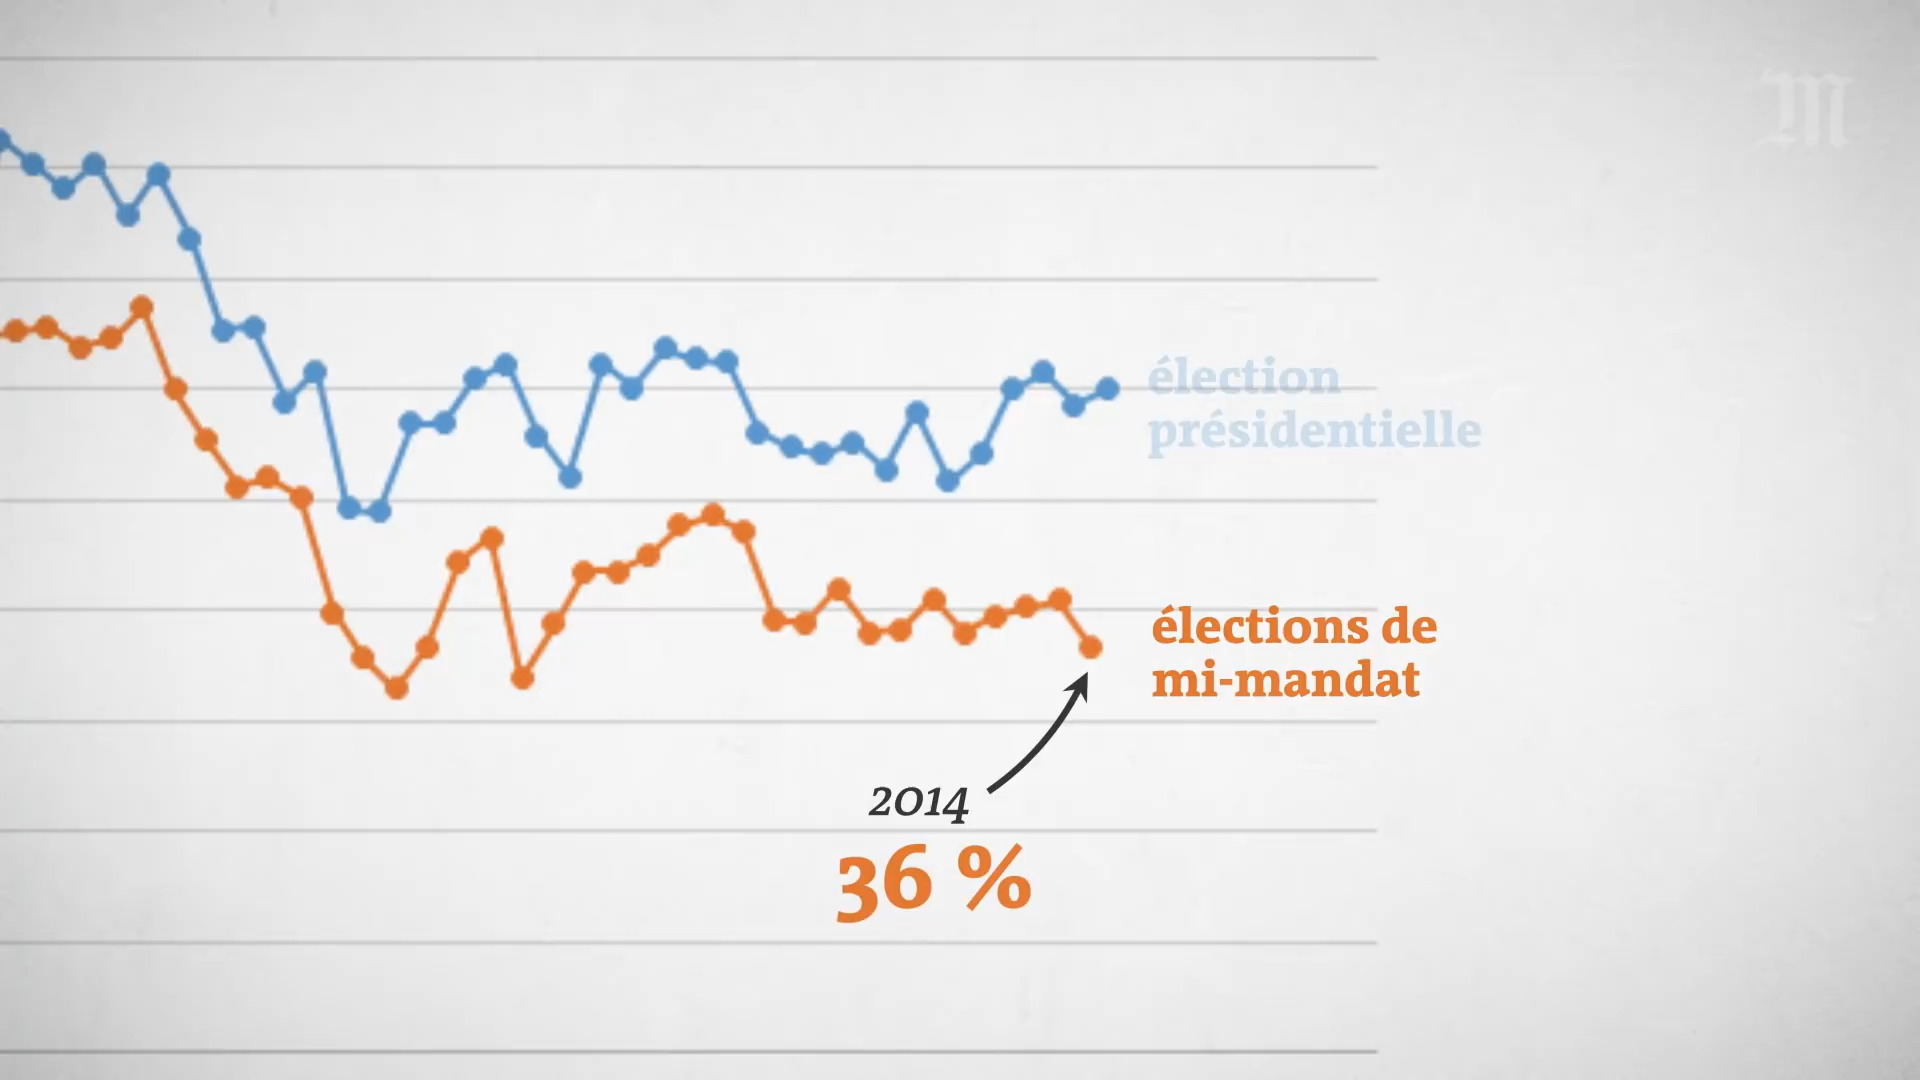 M
élection
présidentielle
élections de
mi-mandat
2014
36 %